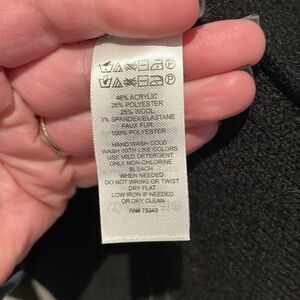 48% ACRYLIC
26% POLYESTER
25% WOOL
3% SPANDEX/ELASTANE
FAUX FUR:
100% POLYESTER
HAND WASH COLD
WASH WITH LIKE COLORS
USE MILD DETERGENT
ONLY NON-CHLORINE
BLEACH
WHEN NEEDED
DO NOT WRING OR TWIST
DRY FLAT
LOW IRON IF NEEDED
OR DRY CLEAN
RN# 75343